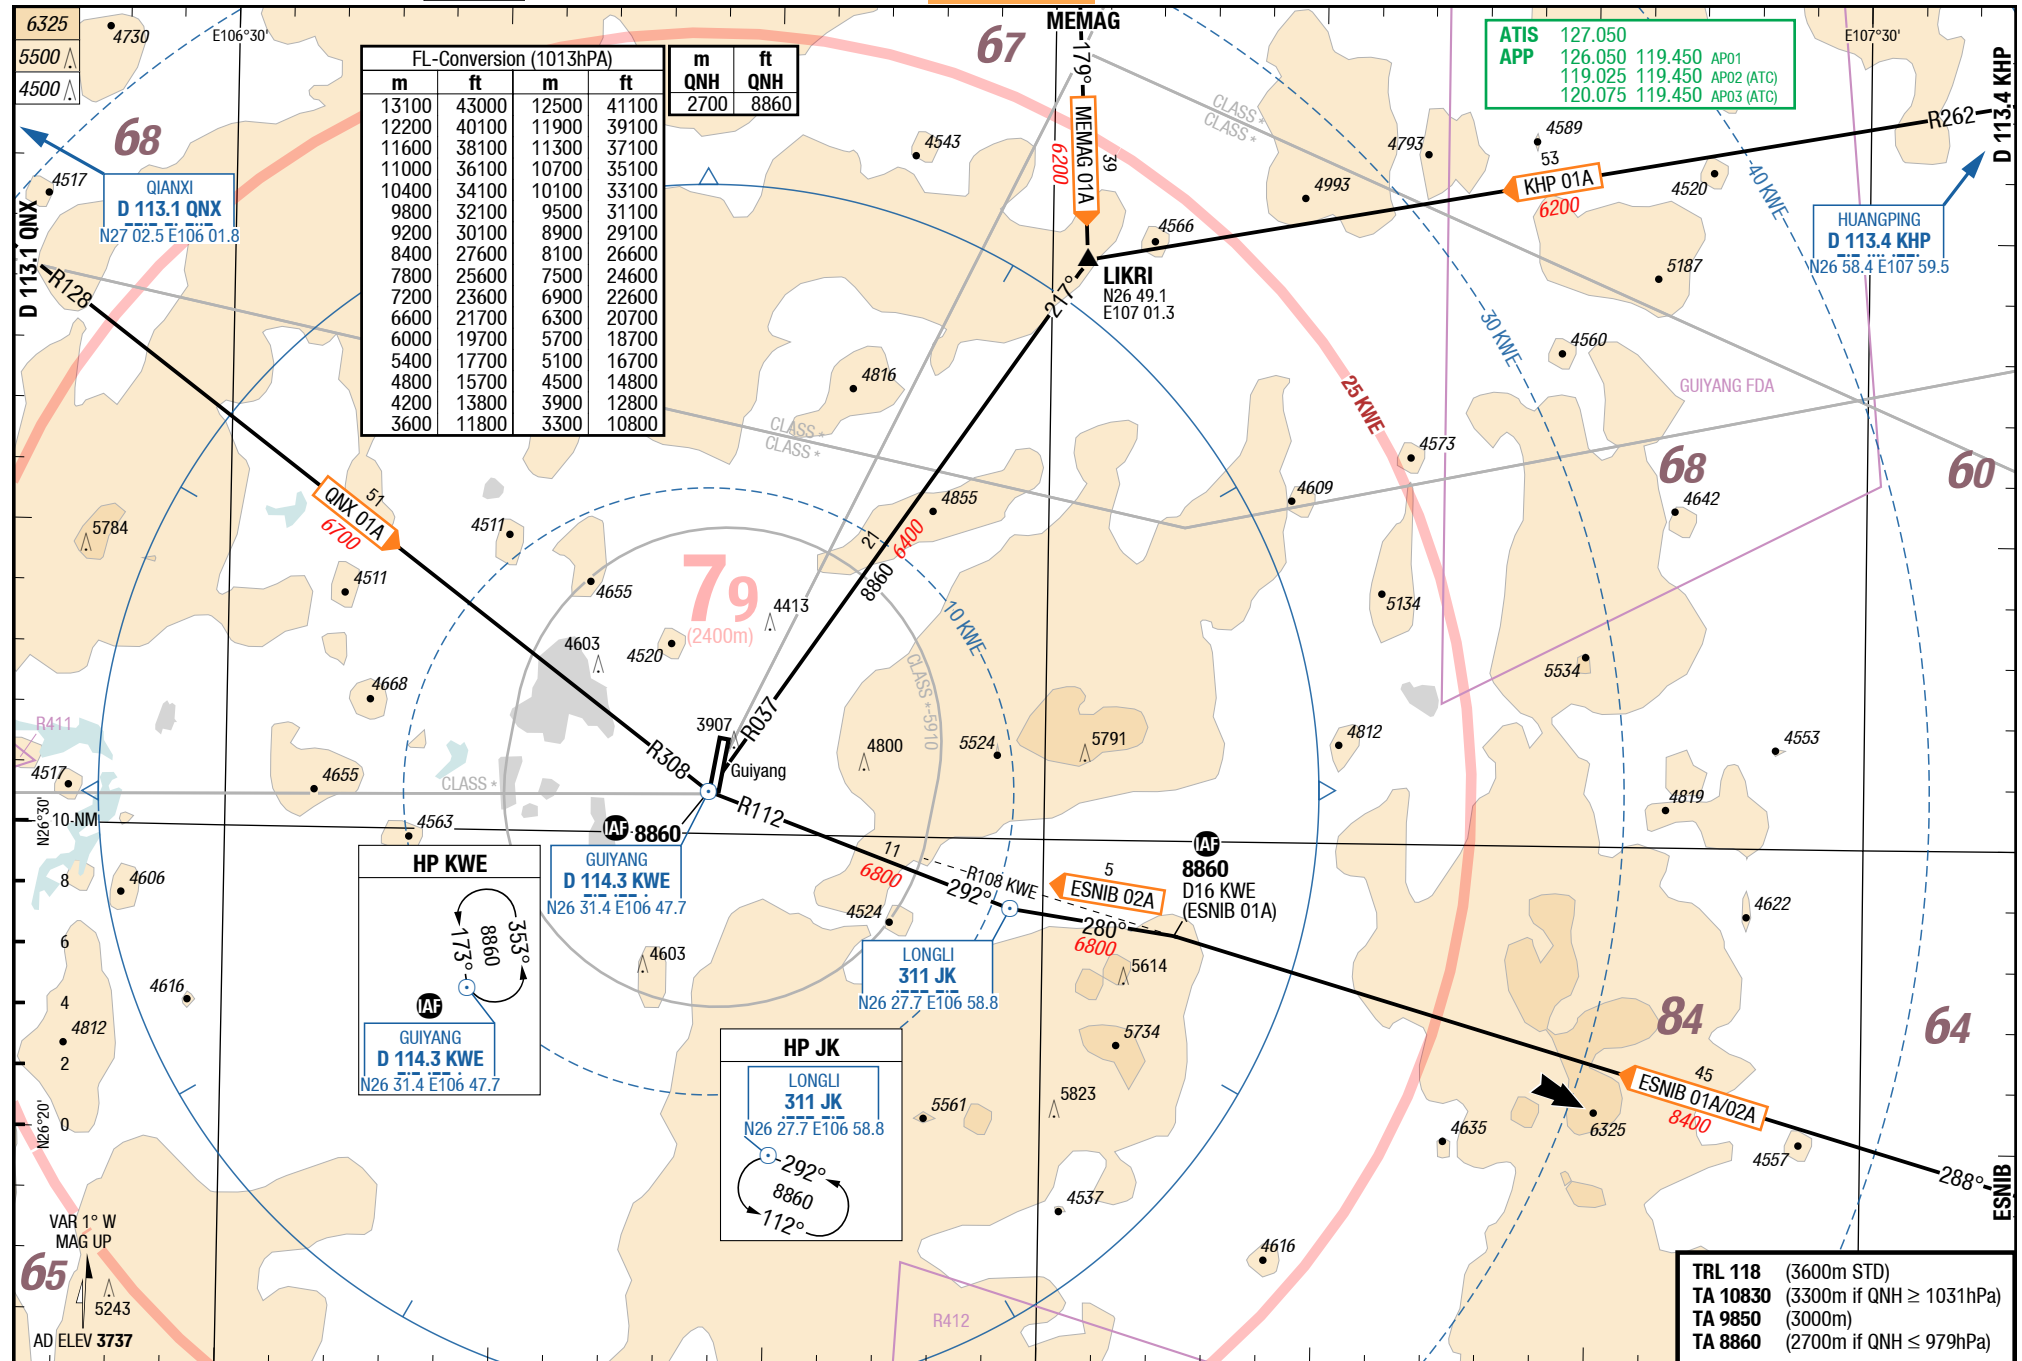 6325
5500
4500
4730
E106°30'
67
MEMAG
179°
MEMAG 01A
39
6200
FL-Conversion (1013hPA)
m ft m ft
13100 43000 12500 41100
12200 40100 11900 39100
11600 38100 11300 37100
11000 36100 10700 35100
10400 34100 10100 33100
9800 32100 9500 31100
9200 30100 8900 29100
8400 27600 8100 26600
7800 25600 7500 24600
7200 23600 6900 22600
6600 21700 6300 20700
6000 19700 5700 18700
5400 17700 5100 16700
4800 15700 4500 14800
4200 13800 3900 12800
3600 11800 3300 10800
m ft
QNH QNH
2700 8860
ATIS 127.050
APP 126.050 119.450 AP01
119.025 119.450 AP02 (ATC)
120.075 119.450 AP03 (ATC)
E107°30'
D 113.4 KHP
R262
68
4517
QIANXI
D 113.1 QNX
N27 02.5 E106 01.8
D 113.1 QNX
R128
4543
CLASS *
CLASS *
4793
4589
53
KHP 01A
6200
4993
4520
40 KWE
HUANGPING
D 113.4 KHP
N26 58.4 E107 59.5
4566
LIKRI
N26 49.1
E107 01.3
217°
5187
30 KWE
4560
GUIYANG FDA
25 KWE
4816
CLASS *
CLASS *
4573
68
60
4642
4609
4855
21
6400
8860
51
QNX 01A
6700
4511
5784
4511
4655
79
(2400m)
4413
4603
4520
10 KWE
5134
5534
4668
CLASS *-5910
R411
3907
R037
R308
Guiyang
4800
5524
5791
4812
4553
4517
4655
CLASS *
4819
N26°30'
10 NM
4563
IAF 8860
R112
GUIYANG
D 114.3 KWE
N26 31.4 E106 47.7
11
6800
292°
R108 KWE
5
ESNIB 02A
IAF
8860
D16 KWE
(ESNIB 01A)
280°
6800
HP KWE
173°
8860
353°
IAF
GUIYANG
D 114.3 KWE
N26 31.4 E106 47.7
8
4606
6
4
2
0
4616
4812
N26°20'
4524
4603
LONGLI
311 JK
N26 27.7 E106 58.8
5614
4622
84
64
5734
HP JK
LONGLI
311 JK
N26 27.7 E106 58.8
292°
8860
112°
5561
5823
4635
6325
45
ESNIB 01A/02A
8400
4557
288°
ESNIB
4537
4616
VAR 1° W
MAG UP
65
5243
AD ELEV 3737
R412
TRL 118 (3600m STD)
TA 10830 (3300m if QNH ≥ 1031hPa)
TA 9850 (3000m)
TA 8860 (2700m if QNH ≤ 979hPa)